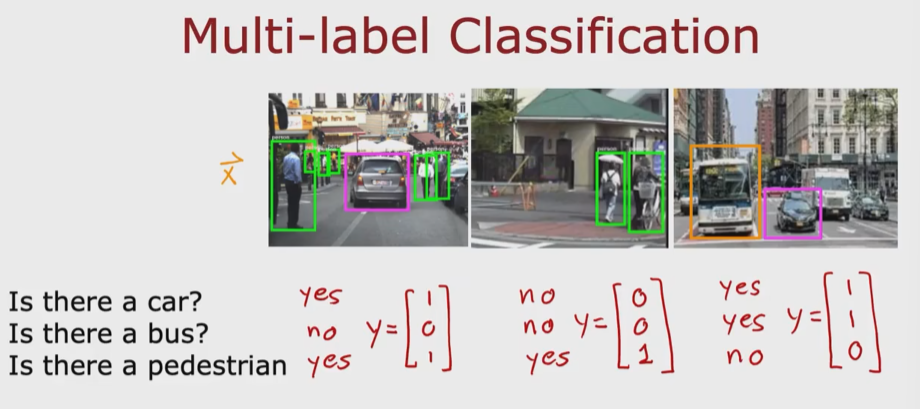 Multi-label Classification
x
Is there a car? yes no yes
Is there a bus? no y = [1 0 1] no y = [0 0 1] yes y = [1 1 0]
Is there a pedestrian yes yes no